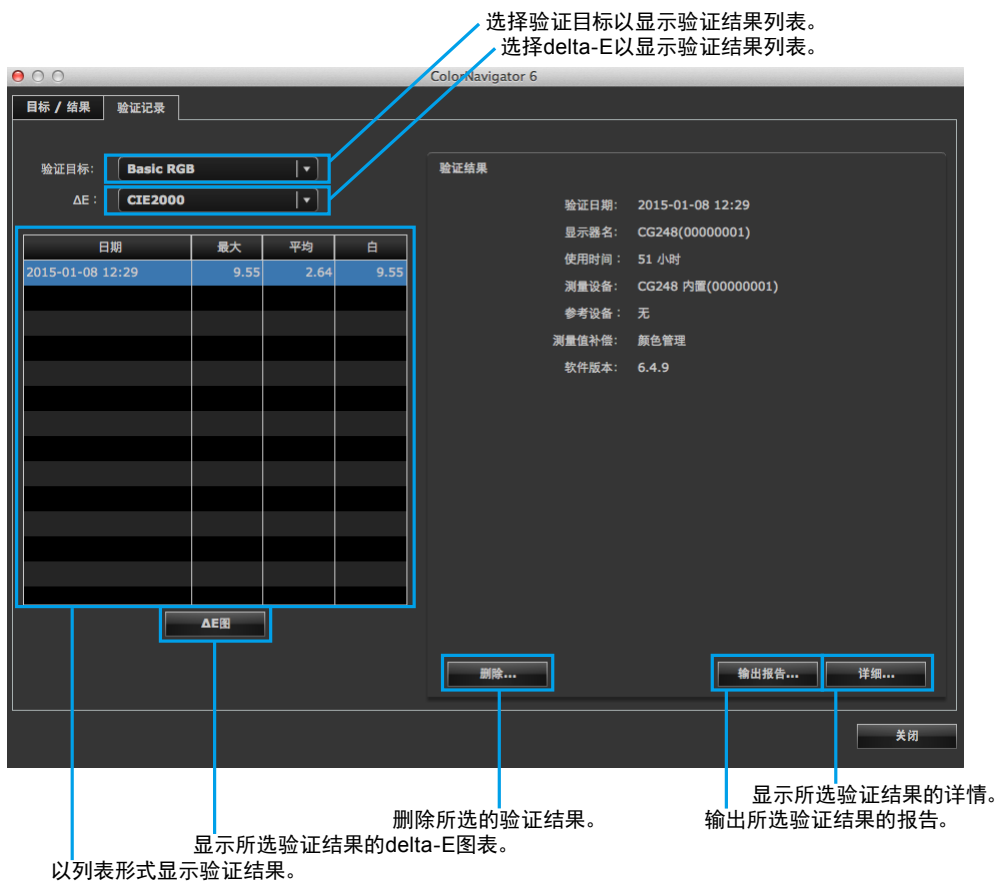 选择验证目标以显示验证结果列表。
选择delta-E以显示验证结果列表。
ColorNavigator 6
目标 / 结果
验证记录
验证目标:
Basic RGB
ΔE :
CIE2000
日期 最大 平均 白
2015-01-08 12:29 9.55 2.64 9.55
ΔE图
验证结果
验证日期: 2015-01-08 12:29
显示器名: CG248(00000001)
使用时间 : 51 小时
测量设备: CG248 内置(00000001)
参考设备 : 无
测量值补偿: 颜色管理
软件版本: 6.4.9
删除...
输出报告...
详细...
关闭
显示所选验证结果的详情。
删除所选的验证结果。
输出所选验证结果的报告。
显示所选验证结果的delta-E图表。
以列表形式显示验证结果。